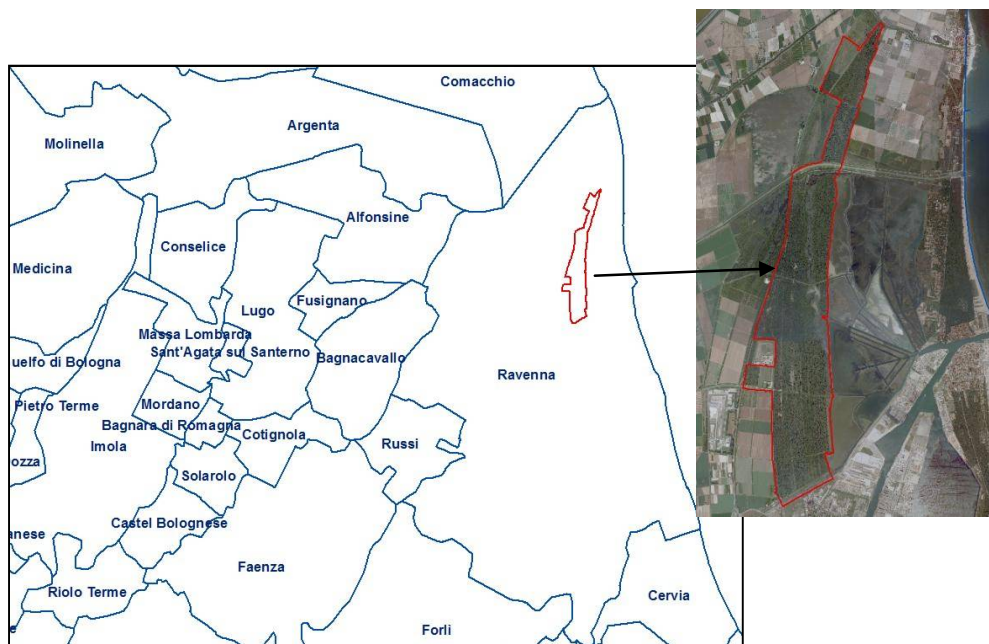 Comacchio
Argenta
Molinella
Alfonsine
Conselice
Medicina
Fusignano
Lugo
Massa Lombarda
Sant'Agata sul Santerno
Bagnacavallo
uelfo di Bologna
Ravenna
Pietro Terme
Mordano
Bagnara di Romagna
Cotignola
Imola
Russi
ozza
Solarolo
Castel Bolognese
anese
Faenza
Riolo Terme
Cervia
Forlì
e